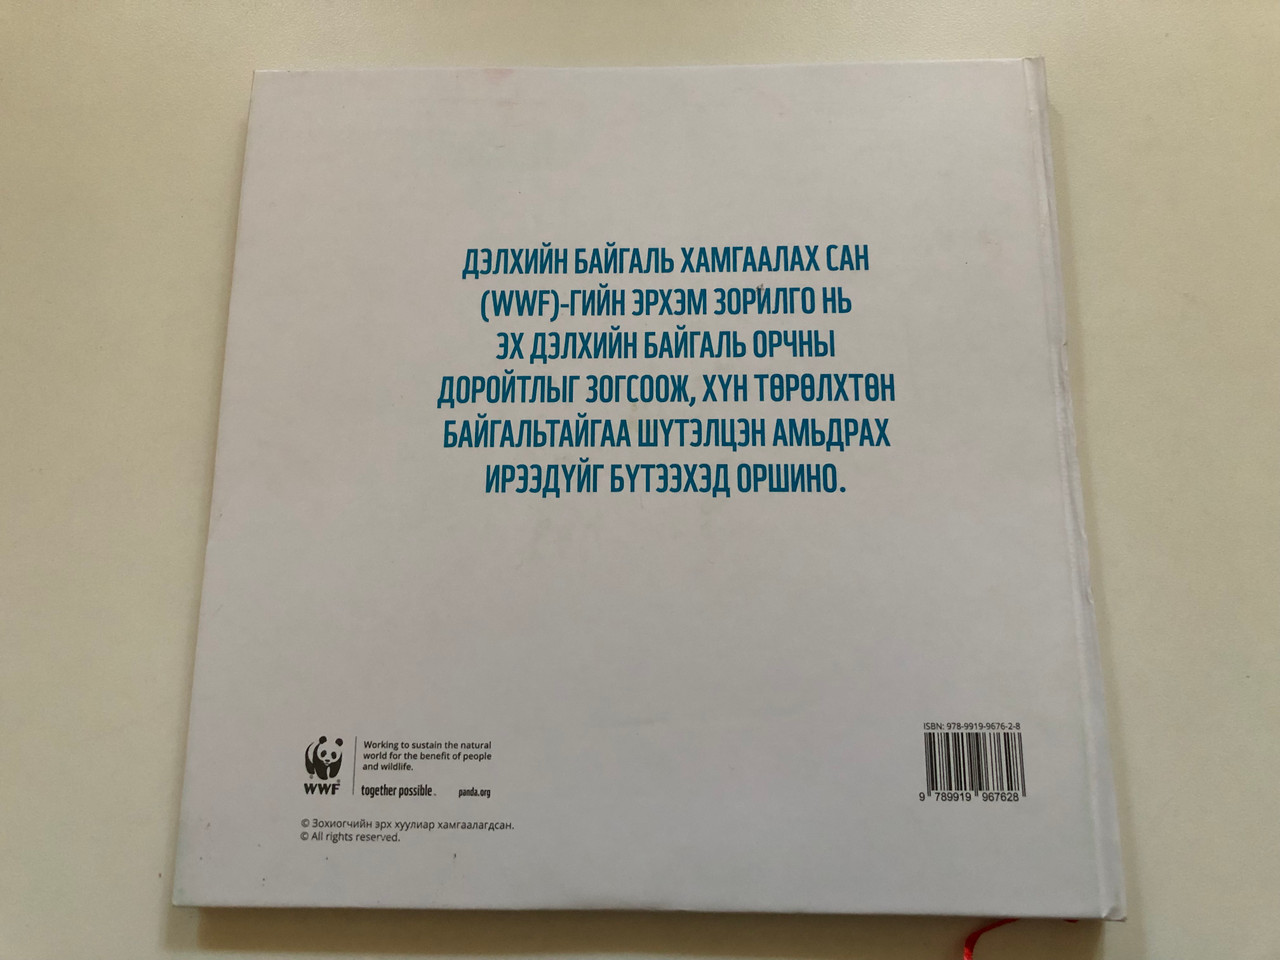 ДЭЛХИЙН БАЙГАЛЬ ХАМГААЛАХ САН
(WWF)-ГИЙН ЭРХЭМ ЗОРИЛГО НЬ
ЭХ ДЭЛХИЙН БАЙГАЛЬ ОРЧНЫ
ДОРОЙТЛЫГ ЗОГСООЖ, ХҮН ТӨРӨЛХТӨН
БАЙГАЛЬТАЙГАА ШҮТЭЛЦЭН АМЬДРАХ
ИРЭЭДҮЙГ БҮТЭЭХЭД ОРШИНО.
Working to sustain the natural
world for the benefit of people
and wildlife.
WWF®
together possible™ panda.org
© Зохиогчийн эрх хуулиар хамгаалагдсан.
© All rights reserved.
ISBN: 978-9919-9676-2-8
9 789919 967628